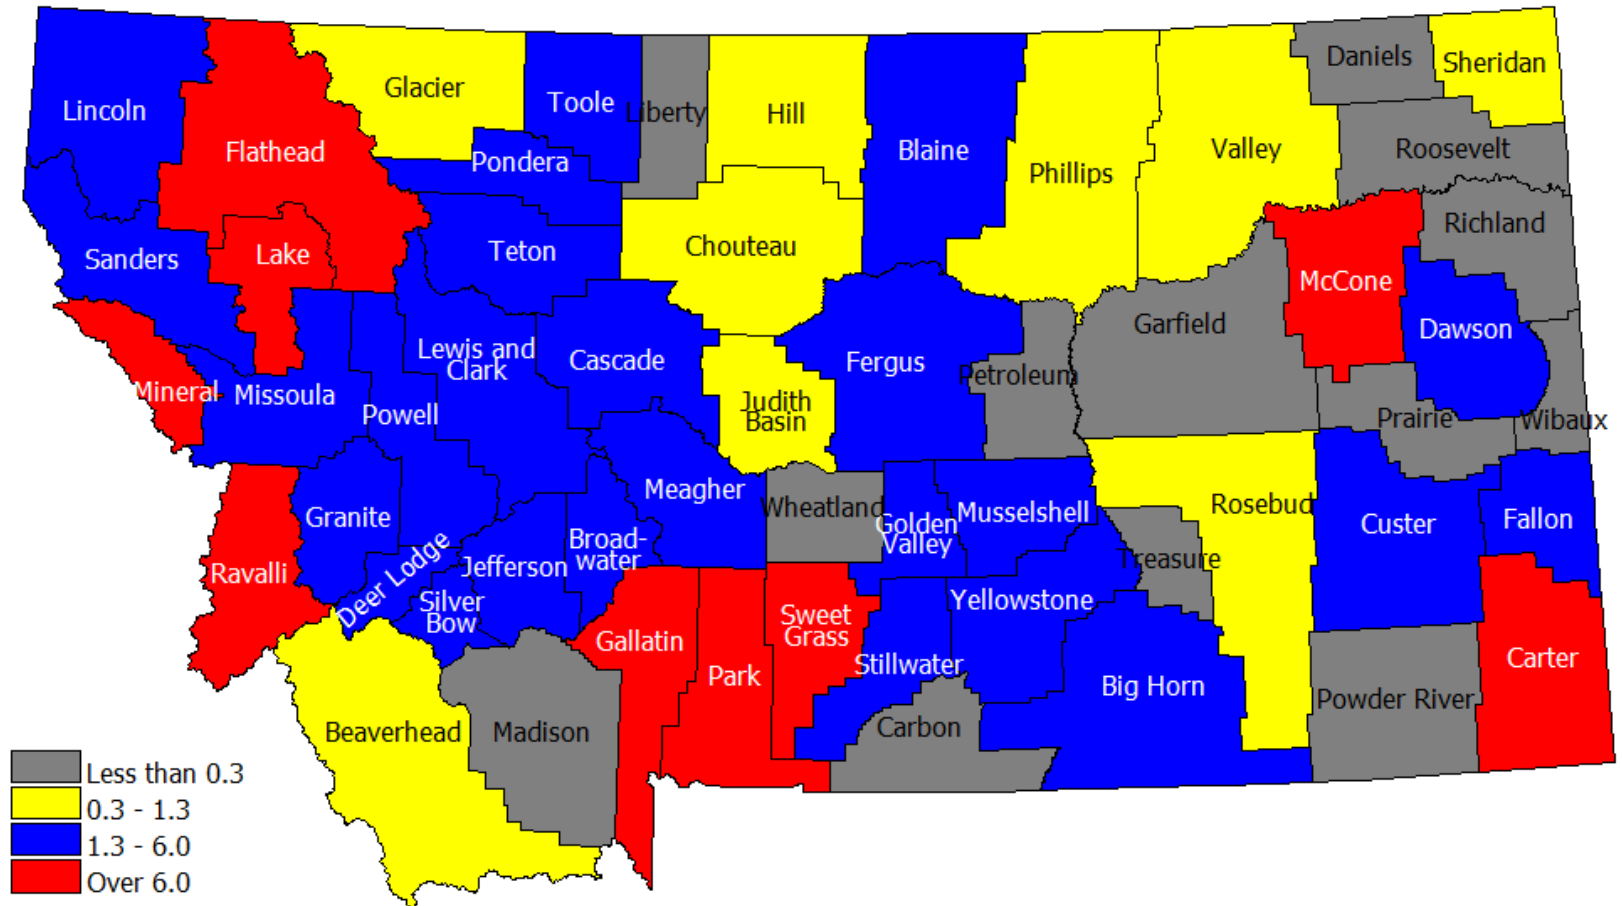 Daniels
Sheridan
Glacier
Toole
Liberty
Hill
Lincoln
Flathead
Pondera
Blaine
Phillips
Valley
Roosevelt
Richland
Sanders
Lake
Teton
Chouteau
McCone
Garfield
Dawson
Lewis and
Clark
Cascade
Fergus
Petroleum
Mineral
Missoula
Powell
Judith
Basin
Prairie
Wibaux
Meagher
Wheatland
Golden
Valley
Musselshell
Rosebud
Custer
Fallon
Granite
Deer Lodge
Jefferson
Broad-
water
Treasure
Ravalli
Silver
Bow
Yellowstone
Gallatin
Park
Sweet
Grass
Stillwater
Big Horn
Carter
Powder River
Beaverhead
Madison
Carbon
Less than 0.3
0.3 - 1.3
1.3 - 6.0
Over 6.0